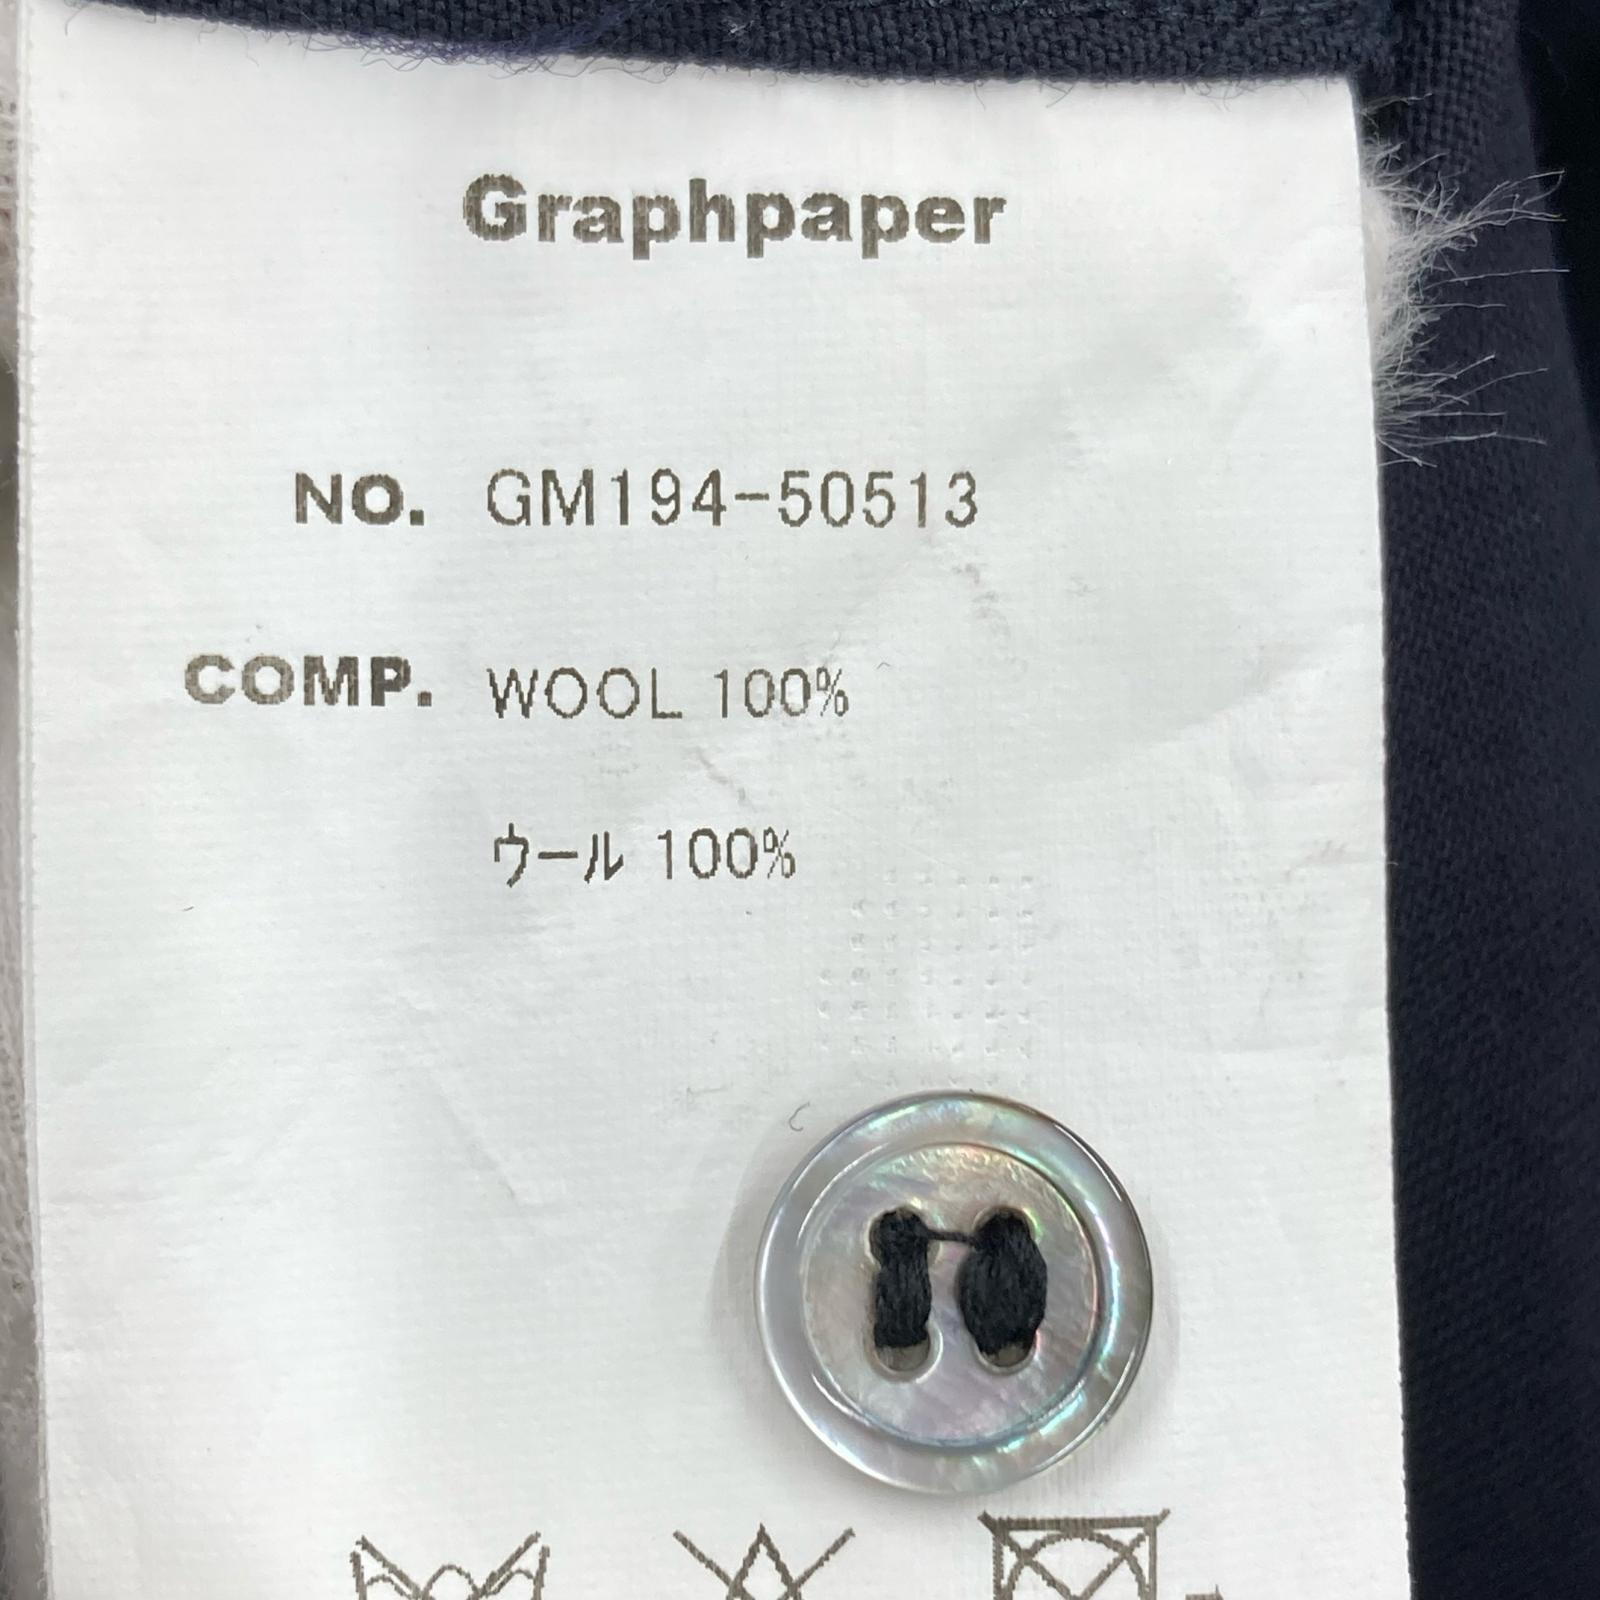 Graphpaper
NO. GM194-50513
COMP. WOOL 100%
ウール 100%